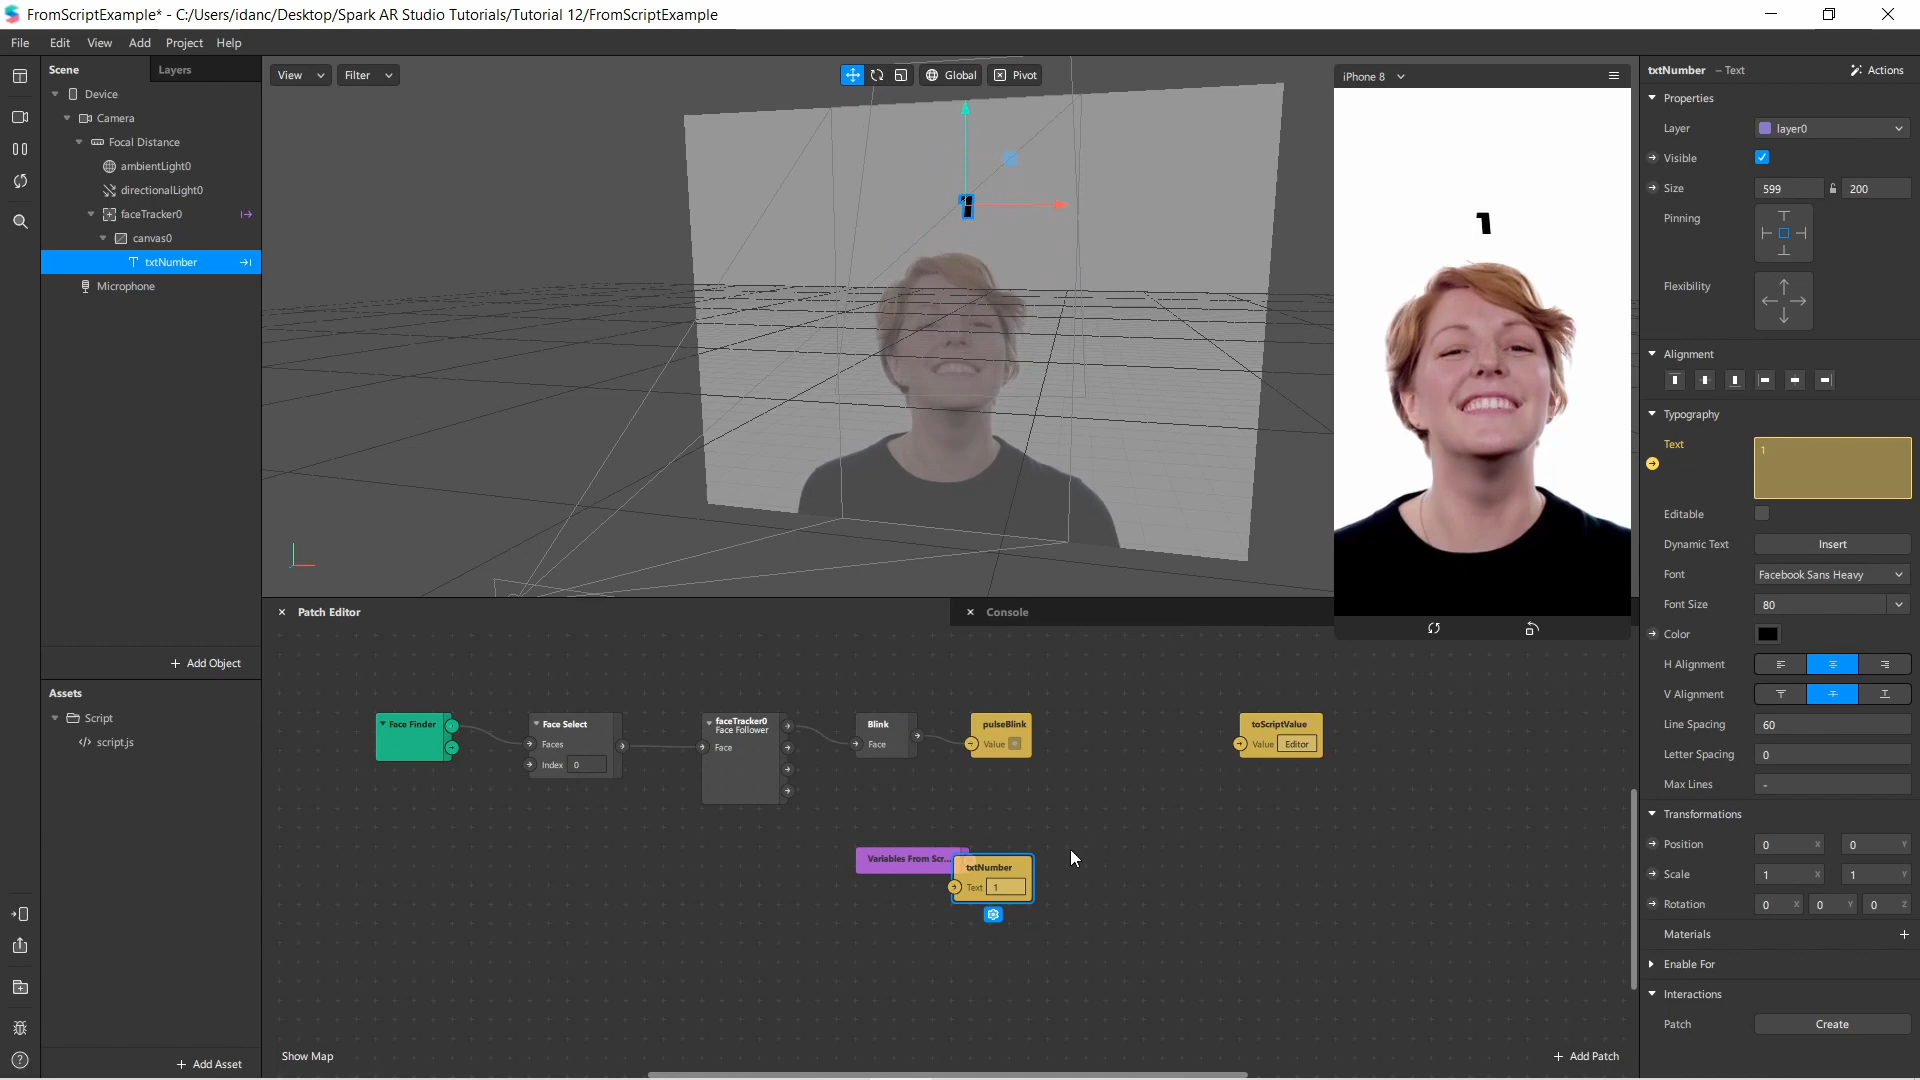 FromScriptExample* - C:/Users/idanc/Desktop/Spark AR Studio Tutorials/Tutorial 12/FromScriptExample
File Edit View Add Project Help
Scene Layers
Device
Camera
Focal Distance
ambientLight0
directionalLight0
faceTracker0
canvas0
txtNumber
Microphone
+ Add Object
Assets
Script
script.js
+ Add Asset
View Filter
Global Pivot
1
iPhone 8
1
× Patch Editor
× Console
Face Finder
Face Select
Faces
Index 0
faceTracker0
Face Follower
Face
Blink
Face
pulseBlink
Value
toScriptValue
Value Editor
Variables From Scr...
txtNumber
Text 1
Show Map
+ Add Patch
txtNumber – Text Actions
Properties
Layer layer0
Visible
Size 599 200
Pinning
Flexibility
Alignment
Typography
Text 1
Editable
Dynamic Text Insert
Font Facebook Sans Heavy
Font Size 80
Color
H Alignment
V Alignment
Line Spacing 60
Letter Spacing 0
Max Lines -
Transformations
Position 0 X 0 Y
Scale 1 X 1 Y
Rotation 0 X 0 Y 0 Z
Materials +
Enable For
Interactions
Patch Create